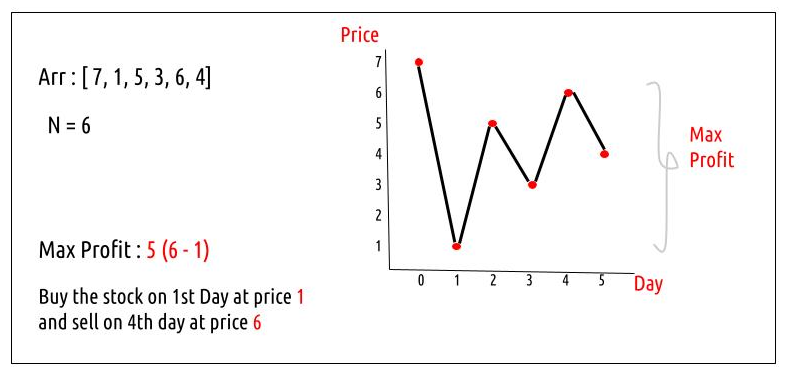 Arr : [ 7, 1, 5, 3, 6, 4]
N = 6
Max Profit : 5 (6 - 1)
Buy the stock on 1st Day at price 1
and sell on 4th day at price 6
Price
7
6
5
4
3
2
1
0 1 2 3 4 5
Day
Max
Profit